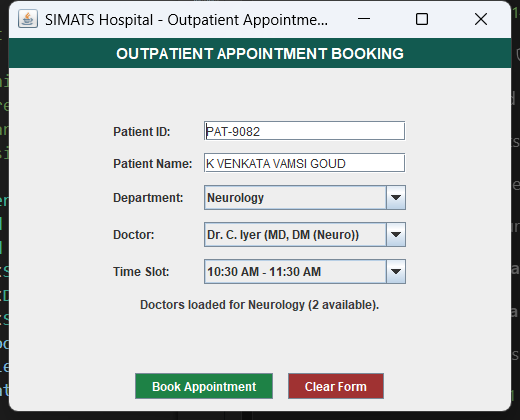 SIMATS Hospital - Outpatient Appointme...
OUTPATIENT APPOINTMENT BOOKING
Patient ID: PAT-9082
Patient Name: K VENKATA VAMSI GOUD
Department: Neurology
Doctor: Dr. C. Iyer (MD, DM (Neuro))
Time Slot: 10:30 AM - 11:30 AM
Doctors loaded for Neurology (2 available).
Book Appointment Clear Form